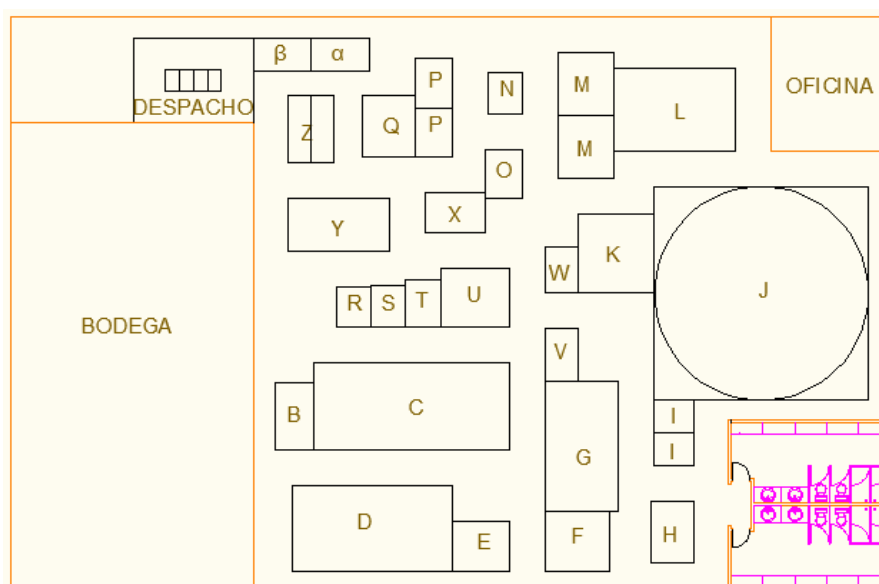 β α
P N M L OFICINA
DESPACHO Z Q P
M
O
X
Y
K
W
J
R S T U
BODEGA
V
B C I
I
G
D E F H